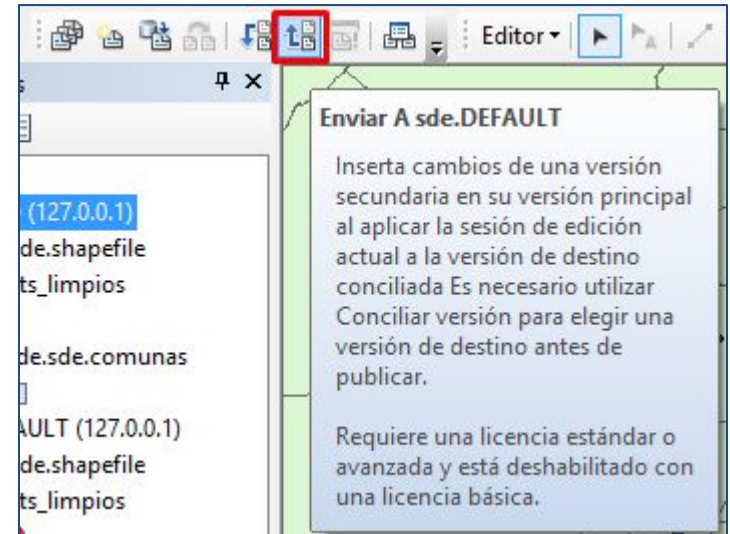 Editor
Enviar A sde.DEFAULT
Inserta cambios de una versión
secundaria en su versión principal
al aplicar la sesión de edición
actual a la versión de destino
conciliada Es necesario utilizar
Conciliar versión para elegir una
versión de destino antes de
publicar.
Requiere una licencia estándar o
avanzada y está deshabilitado con
una licencia básica.
(127.0.0.1)
de.shapefile
ts_limpios
de.sde.comunas
AULT (127.0.0.1)
de.shapefile
ts_limpios